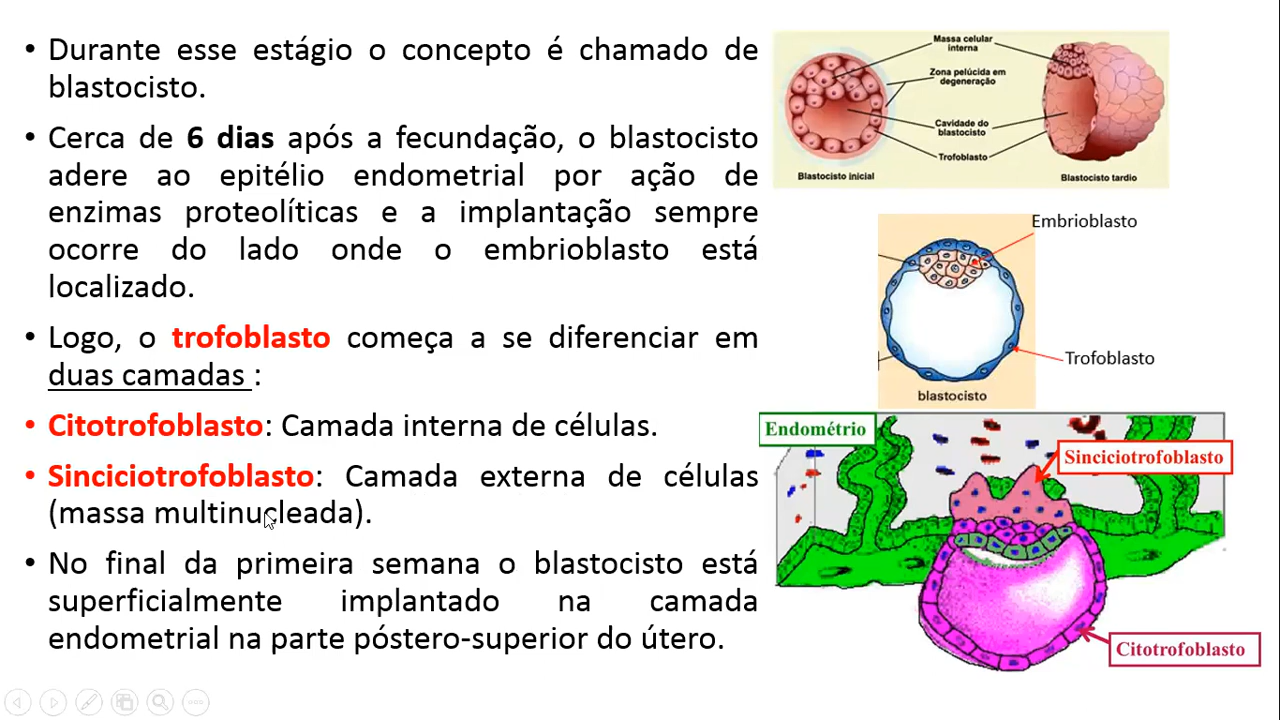 • Durante esse estágio o concepto é chamado de
blastocisto.
• Cerca de 6 dias após a fecundação, o blastocisto
adere ao epitélio endometrial por ação de
enzimas proteolíticas e a implantação sempre
ocorre do lado onde o embrioblasto está
localizado.
• Logo, o trofoblasto começa a se diferenciar em
duas camadas :
• Citotrofoblasto: Camada interna de células.
• Sinciciotrofoblasto: Camada externa de células
(massa multinucleada).
• No final da primeira semana o blastocisto está
superficialmente implantado na camada
endometrial na parte póstero-superior do útero.
Massa celular
interna
Zona pelúcida em
degeneração
Cavidade do
blastocisto
Trofoblasto
Blastocisto inicial
Blastocisto tardio
Embrioblasto
Trofoblasto
blastocisto
Endométrio
Sinciciotrofoblasto
Citotrofoblasto